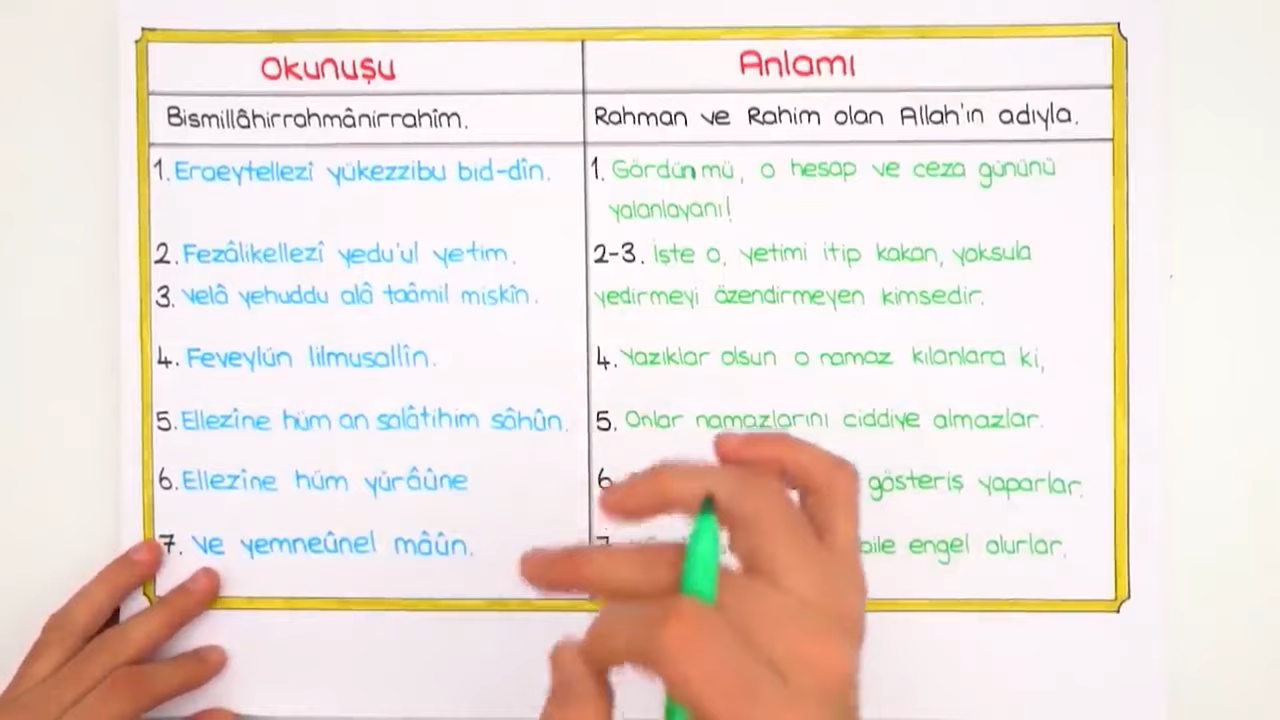 Okunuşu
Anlamı
Bismillâhirrahmânirrahîm.
Rahman ve Rahim olan Allah'ın adıyla.
1. Eraeytellezî yükezzibu bid-dîn.
1. Gördün mü, o hesap ve ceza gününü
yalanlayanı!
2. Fezâlikellezî yedu'ul yetim.
3. Velâ yehuddu alâ taâmil miskîn.
2-3. İşte o, yetimi itip kakan, yoksula
yedirmeyi özendirmeyen kimsedir.
4. Feveylün lilmusallîn.
4. Yazıklar olsun o namaz kılanlara ki,
5. Ellezîne hüm an salâtihim sâhûn.
5. Onlar namazlarını ciddiye almazlar.
6. Ellezîne hüm yürâûne
6. gösteriş yaparlar.
7. Ve yemneûnel mâûn.
bile engel olurlar.